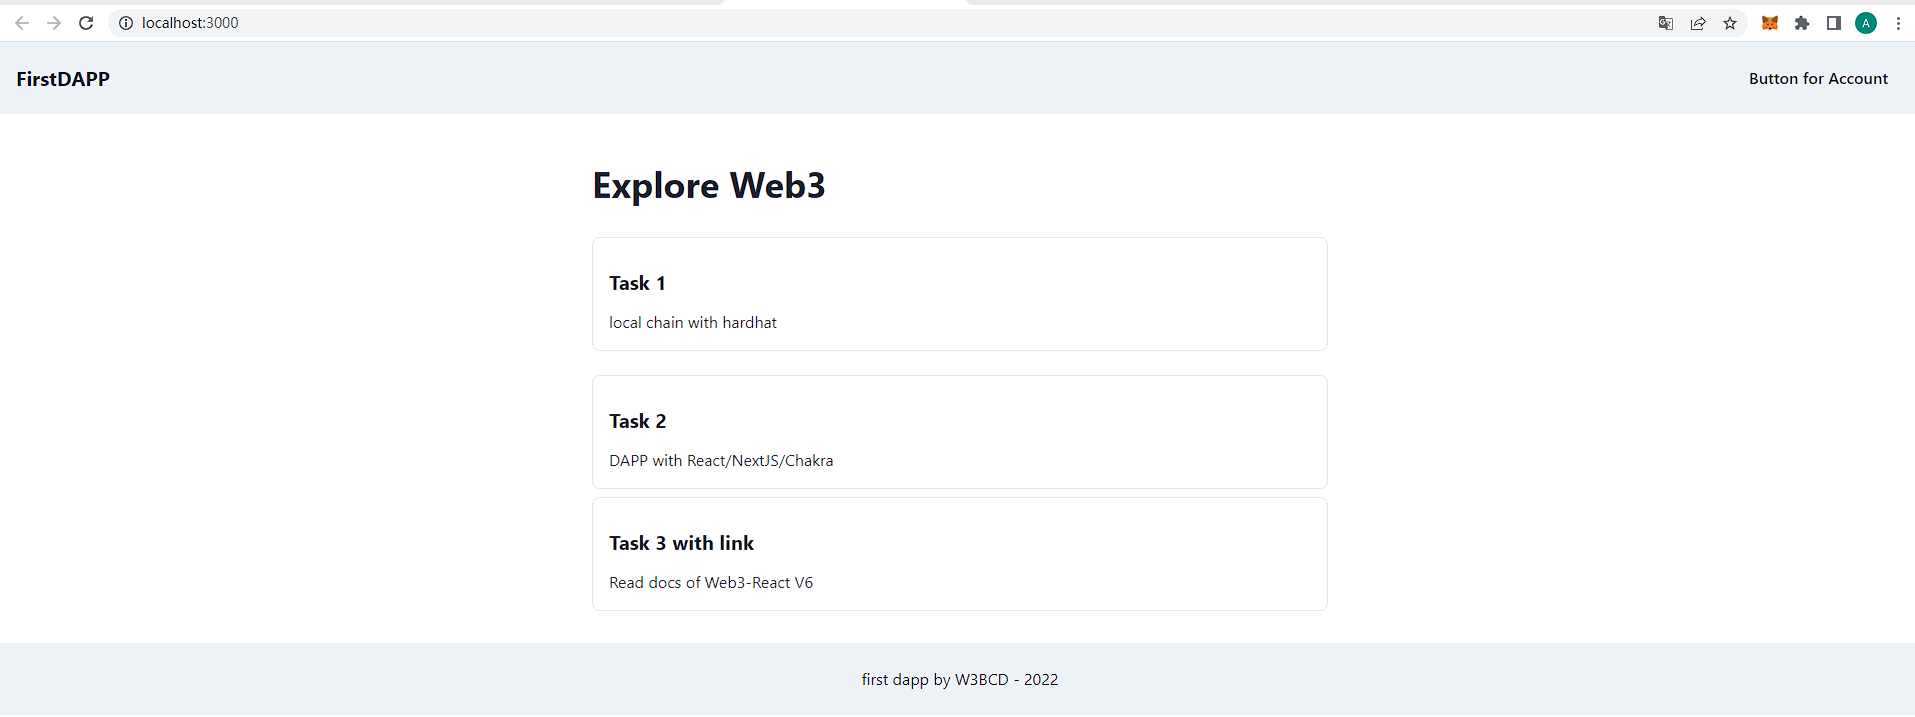 localhost:3000
A
FirstDAPP
Button for Account
Explore Web3
Task 1
local chain with hardhat
Task 2
DAPP with React/NextJS/Chakra
Task 3 with link
Read docs of Web3-React V6
first dapp by W3BCD - 2022